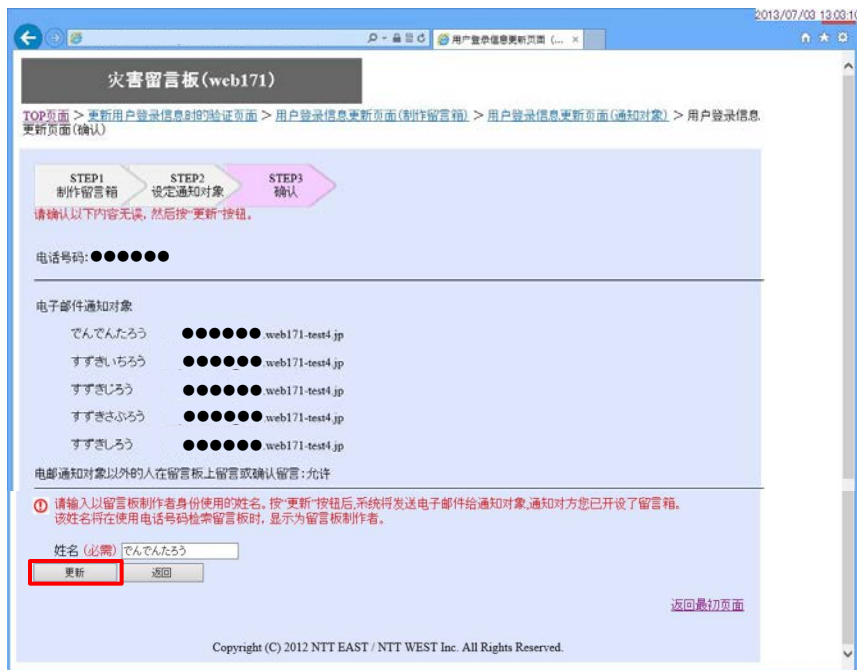 2013/07/03 13:03:10
用户登录信息更新页面 (... ×
灾害留言板(web171)
TOP页面 > 更新用户登录信息时的验证页面 > 用户登录信息更新页面(制作留言箱) > 用户登录信息更新页面(通知对象) > 用户登录信息
更新页面(确认)
STEP1
制作留言箱
STEP2
设定通知对象
STEP3
确认
请确认以下内容无误, 然后按"更新"按钮。
电话号码:●●●●●●
电子邮件通知对象
でんでんたろう ●●●●●●.web171-test4.jp
すずきいちろう ●●●●●●.web171-test4.jp
すずきじろう ●●●●●●.web171-test4.jp
すずきさぶろう ●●●●●●.web171-test4.jp
すずきしろう ●●●●●●.web171-test4.jp
电邮通知对象以外的人在留言板上留言或确认留言:允许
请输入以留言板制作者身份使用的姓名。按"更新"按钮后,系统将发送电子邮件给通知对象,通知对方您已开设了留言箱。
该姓名将在使用电话号码检索留言板时, 显示为留言板制作者。
姓名 (必需) でんでんたろう
更新 返回
返回最初页面
Copyright (C) 2012 NTT EAST / NTT WEST Inc. All Rights Reserved.